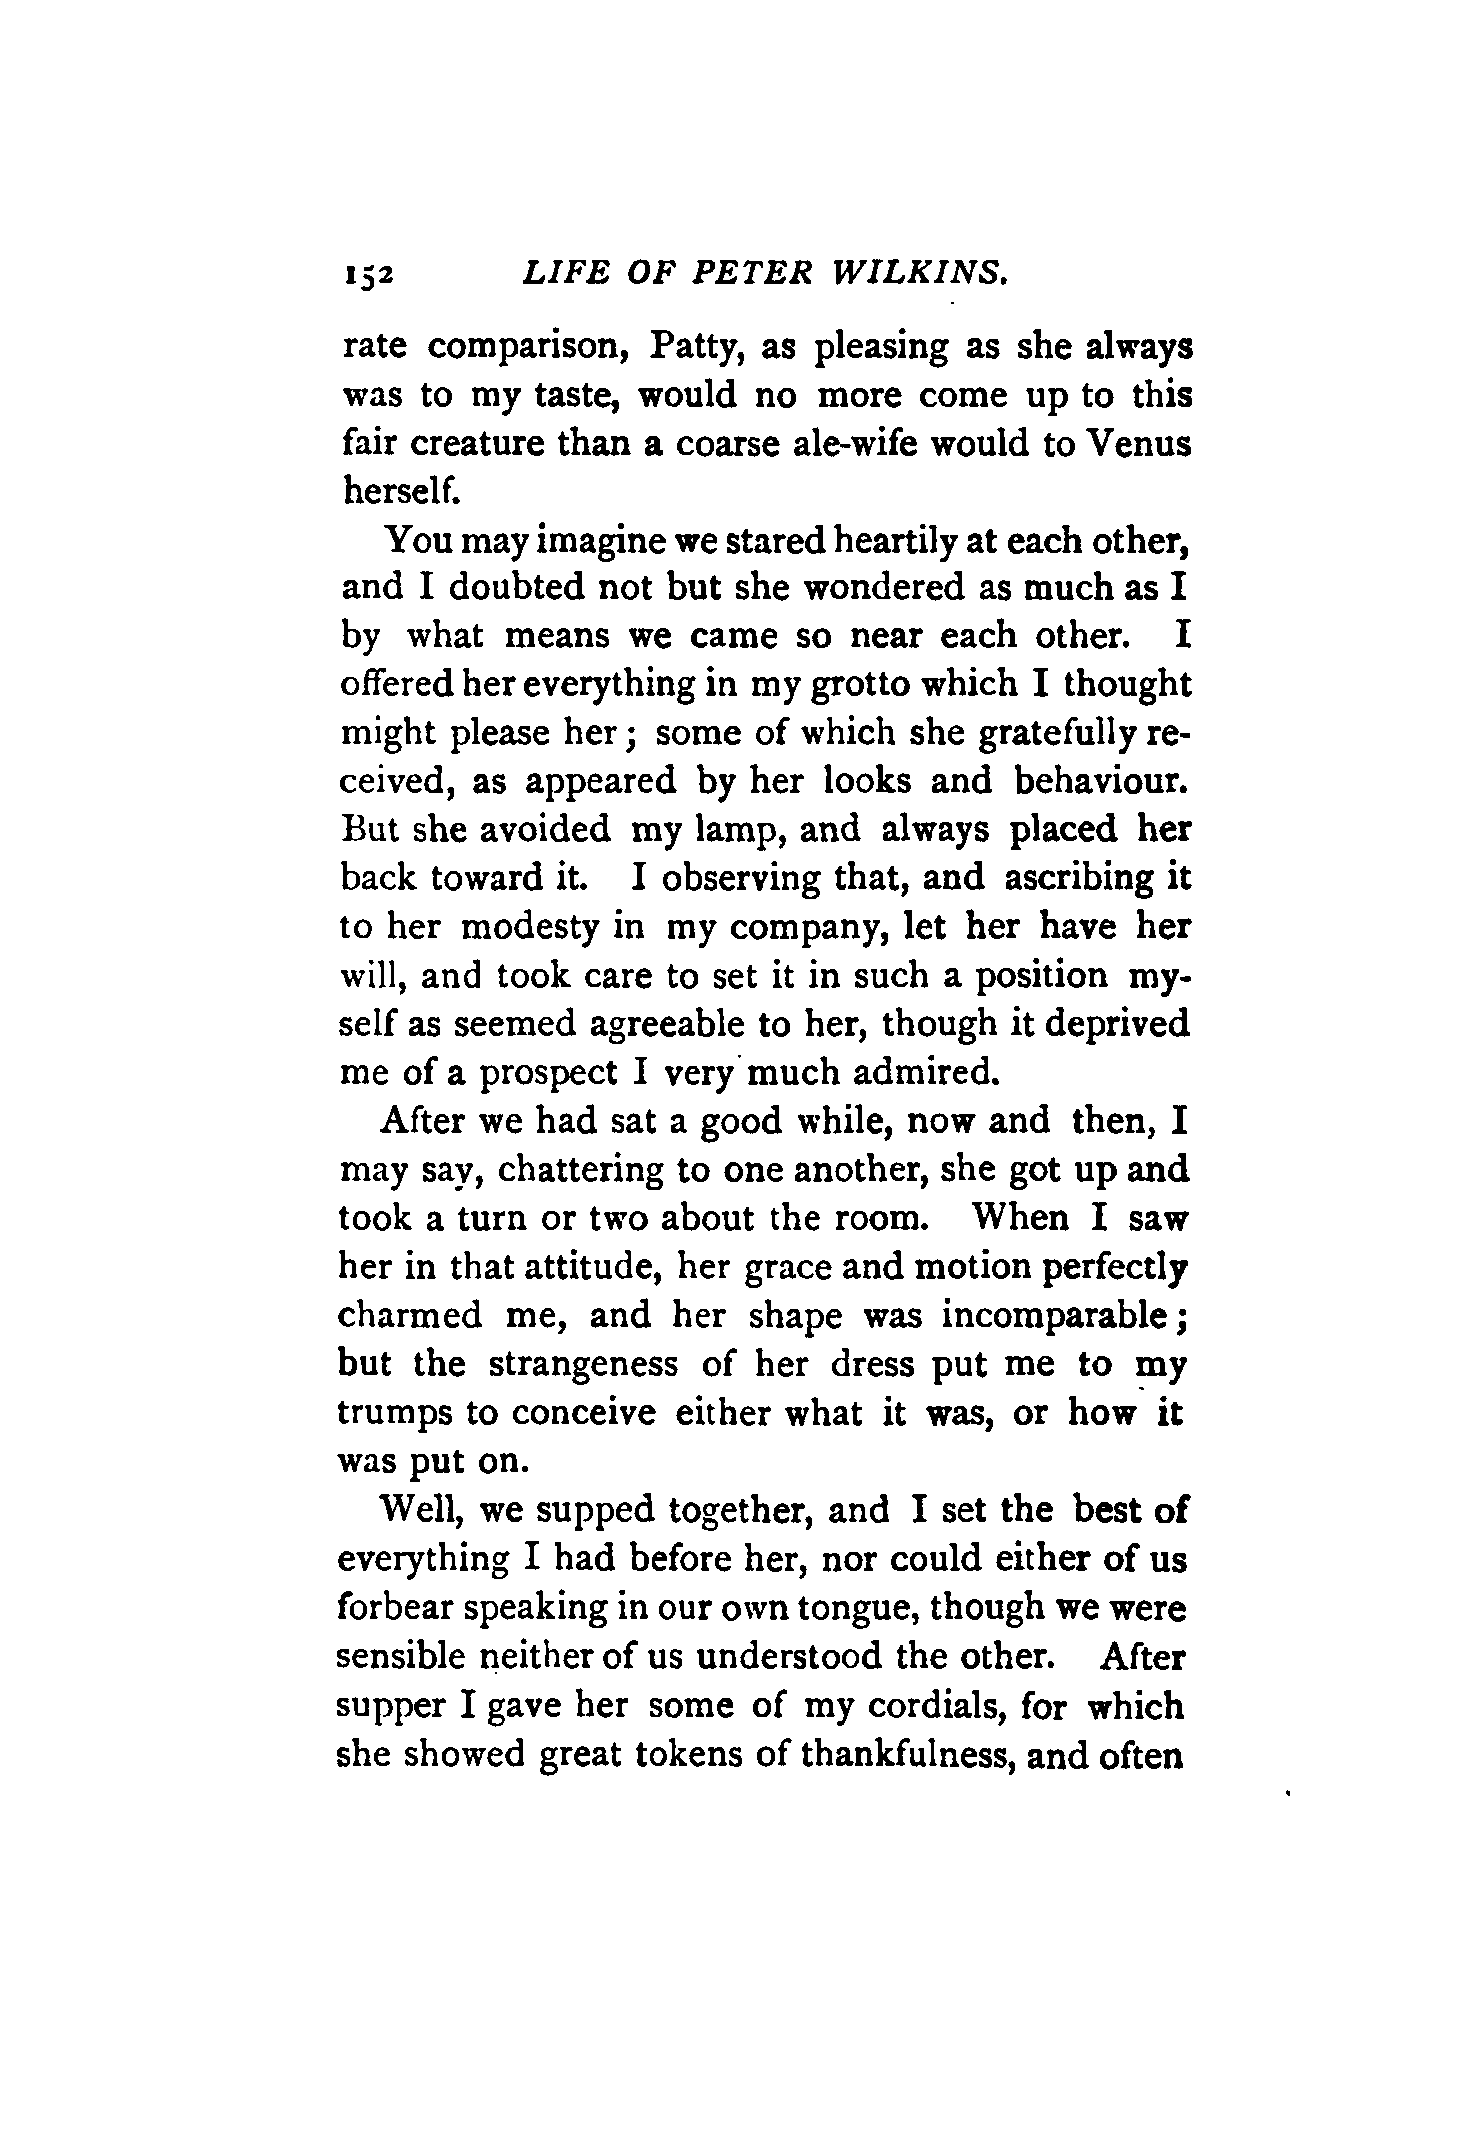 152 LIFE OF PETER WILKINS.
rate comparison, Patty, as pleasing as she always
was to my taste, would no more come up to this
fair creature than a coarse ale-wife would to Venus
herself.
You may imagine we stared heartily at each other,
and I doubted not but she wondered as much as I
by what means we came so near each other. I
offered her everything in my grotto which I thought
might please her; some of which she gratefully re-
ceived, as appeared by her looks and behaviour.
But she avoided my lamp, and always placed her
back toward it. I observing that, and ascribing it
to her modesty in my company, let her have her
will, and took care to set it in such a position my-
self as seemed agreeable to her, though it deprived
me of a prospect I very much admired.
After we had sat a good while, now and then, I
may say, chattering to one another, she got up and
took a turn or two about the room. When I saw
her in that attitude, her grace and motion perfectly
charmed me, and her shape was incomparable;
but the strangeness of her dress put me to my
trumps to conceive either what it was, or how it
was put on.
Well, we supped together, and I set the best of
everything I had before her, nor could either of us
forbear speaking in our own tongue, though we were
sensible neither of us understood the other. After
supper I gave her some of my cordials, for which
she showed great tokens of thankfulness, and often